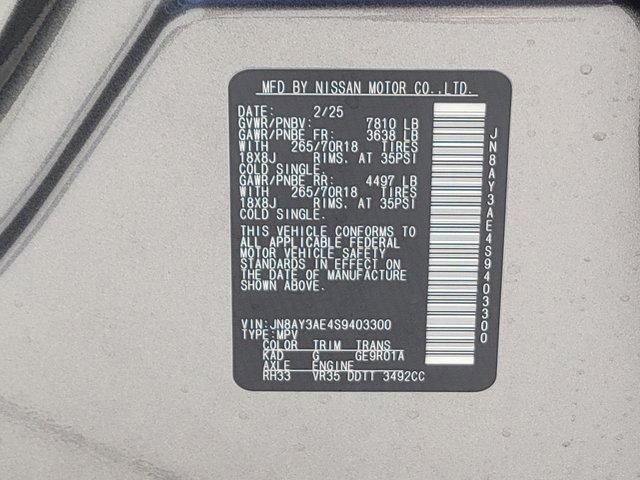 MFD BY NISSAN MOTOR CO.,LTD.
DATE: 2/25
GVWR/PNBV: 7810 LB
GAWR/PNBE FR: 3638 LB
WITH 265/70R18 TIRES
18X8J RIMS. AT 35PSI
COLD SINGLE.
GAWR/PNBE RR: 4497 LB
WITH 265/70R18 TIRES
18X8J RIMS. AT 35PSI
COLD SINGLE.
THIS VEHICLE CONFORMS TO
ALL APPLICABLE FEDERAL
MOTOR VEHICLE SAFETY
STANDARDS IN EFFECT ON
THE DATE OF MANUFACTURE
SHOWN ABOVE.
VIN:JN8AY3AE4S9403300
TYPE:MPV
COLOR TRIM TRANS
KAD G GE9R01A
AXLE ENGINE
RH33 VR35 DDTT 3492CC
JN8AY3AE4S9403300